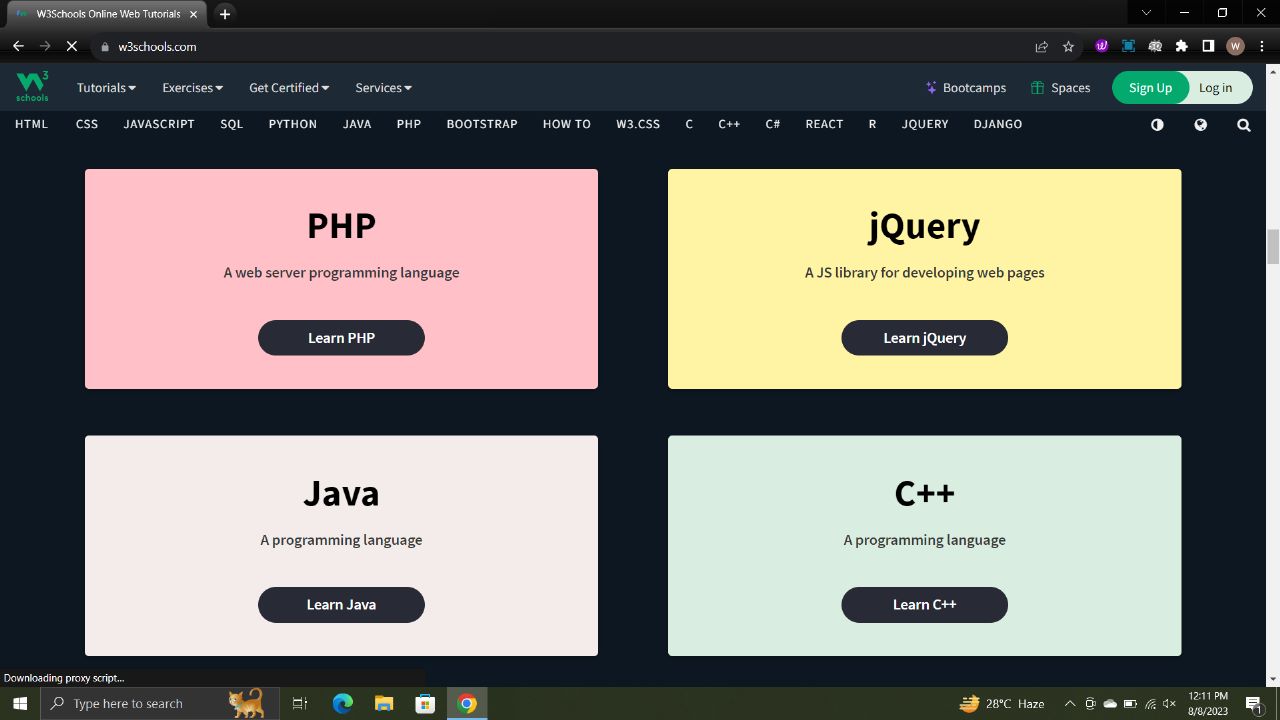 W3Schools Online Web Tutorials
w3schools.com
W
W 3
schools
Tutorials Exercises Get Certified Services Bootcamps Spaces Sign Up Log in
HTML CSS JAVASCRIPT SQL PYTHON JAVA PHP BOOTSTRAP HOW TO W3.CSS C C++ C# REACT R JQUERY DJANGO
PHP
A web server programming language
Learn PHP
jQuery
A JS library for developing web pages
Learn jQuery
Java
A programming language
Learn Java
C++
A programming language
Learn C++
Downloading proxy script...
Type here to search
28°C Haze
12:11 PM
8/8/2023
1